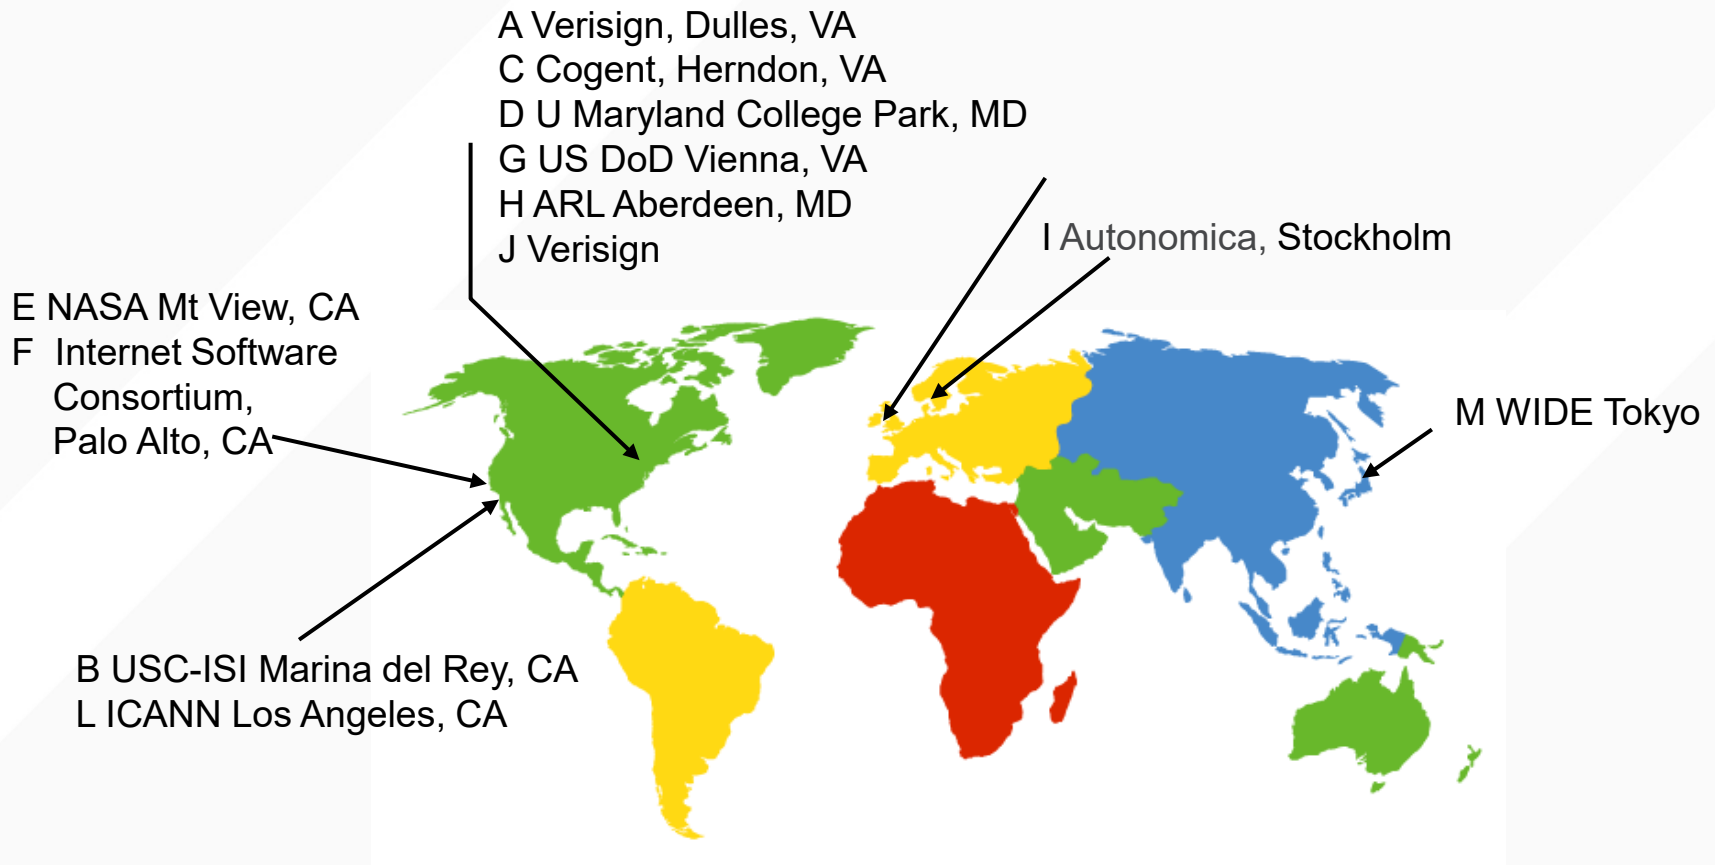 A Verisign, Dulles, VA
C Cogent, Herndon, VA
D U Maryland College Park, MD
G US DoD Vienna, VA
H ARL Aberdeen, MD
J Verisign
I Autonomica, Stockholm
E NASA Mt View, CA
F Internet Software
Consortium,
Palo Alto, CA
M WIDE Tokyo
B USC-ISI Marina del Rey, CA
L ICANN Los Angeles, CA